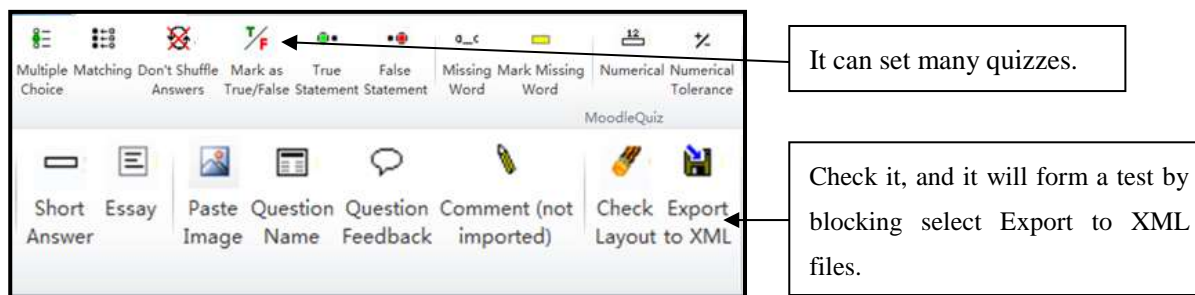 T/F
a_c
12
+/-
Multiple Matching Don't Shuffle Mark as True False Missing Mark Missing Numerical Numerical
Choice Answers True/False Statement Statement Word Word Tolerance
MoodleQuiz
Short Essay Paste Question Question Comment (not Check Export
Answer Image Name Feedback imported) Layout to XML
It can set many quizzes.
Check it, and it will form a test by
blocking select Export to XML
files.